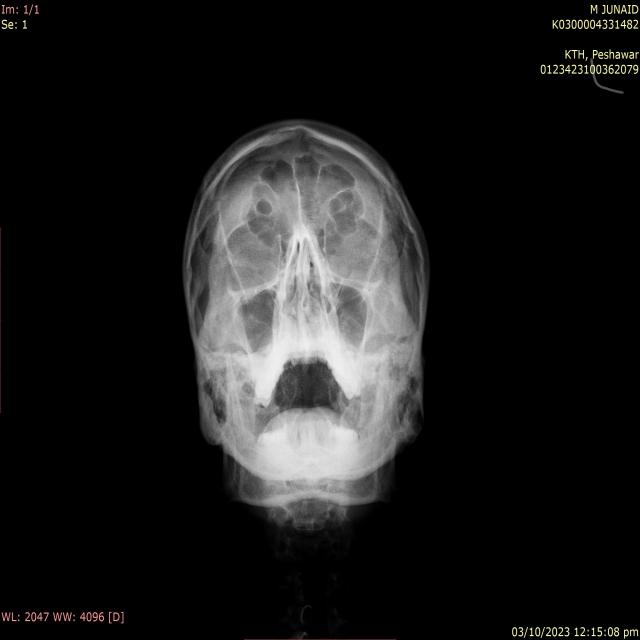 Im: 1/1
Se: 1
M JUNAID
K0300004331482
KTH, Peshawar
0123423100362079
WL: 2047 WW: 4096 [D]
03/10/2023 12:15:08 pm